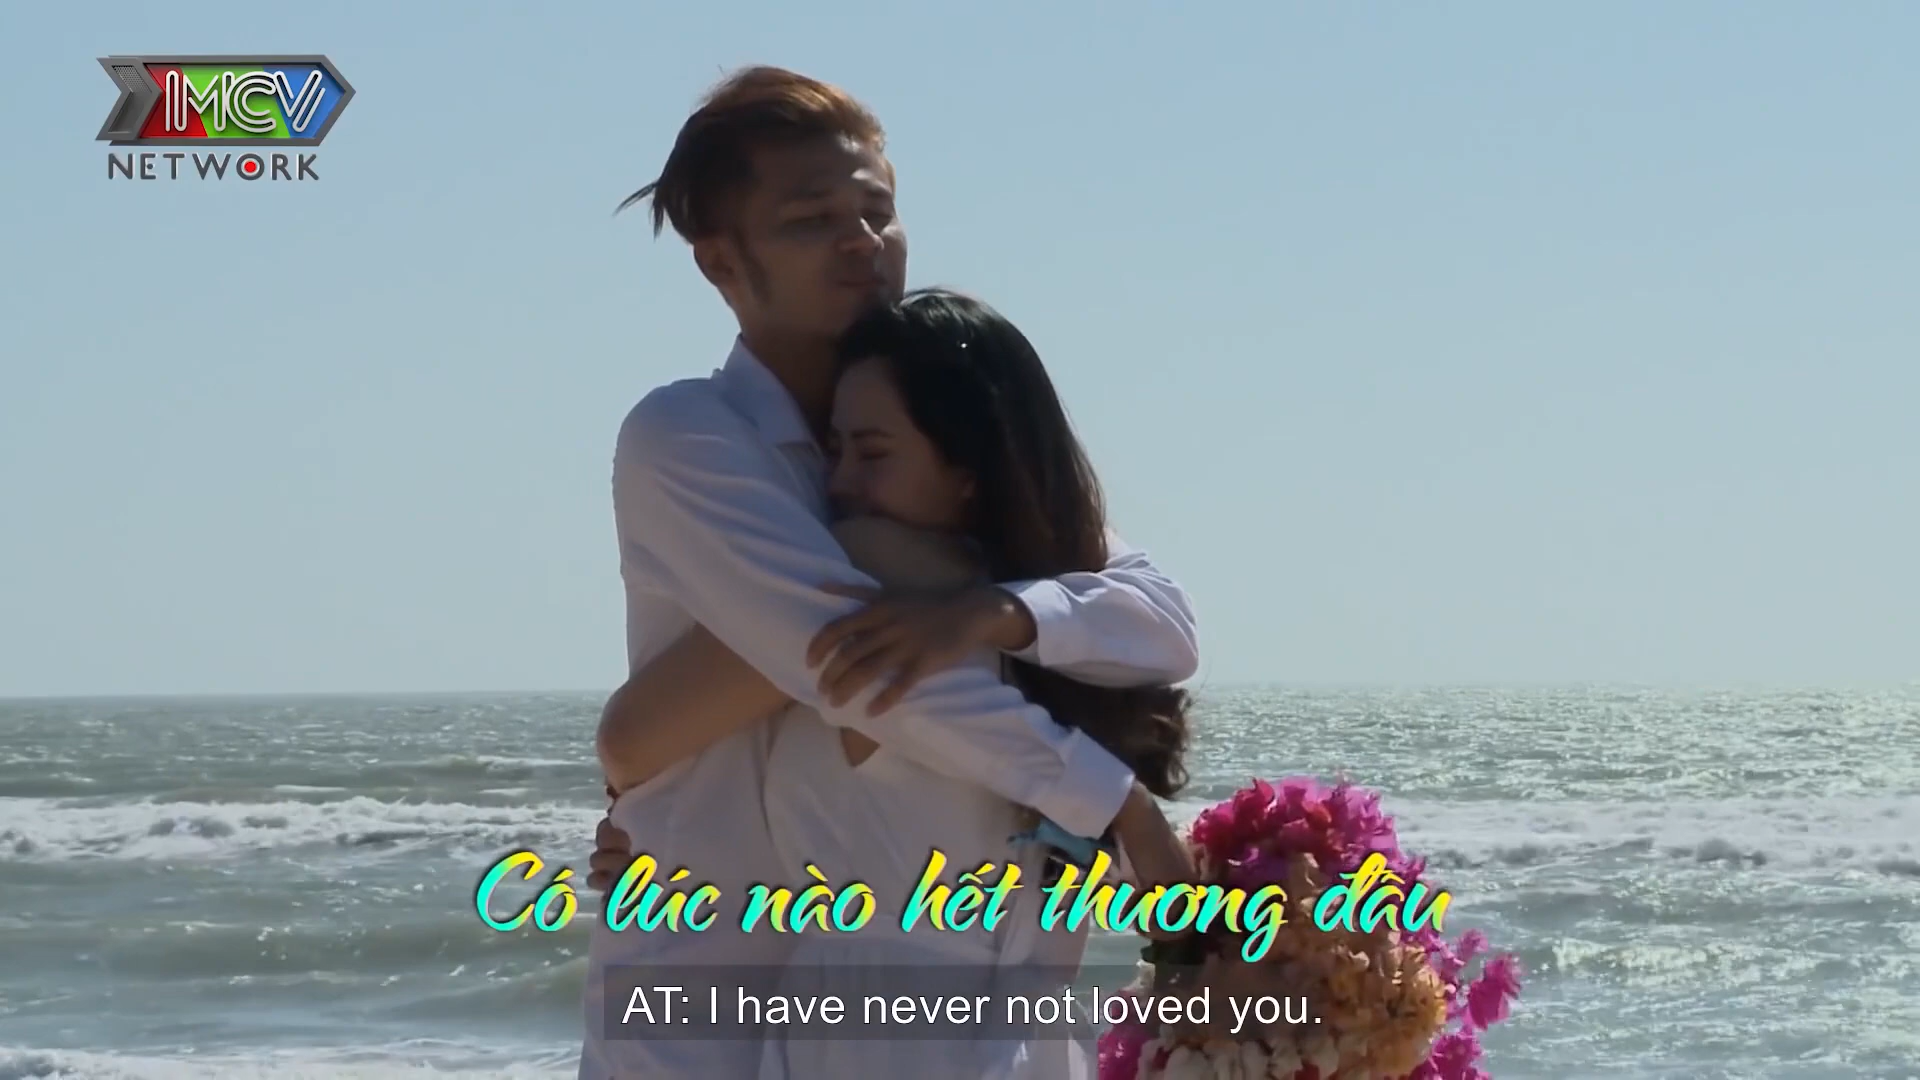 MCV
NETWORK
Có lúc nào hết thương đâu
AT: I have never not loved you.